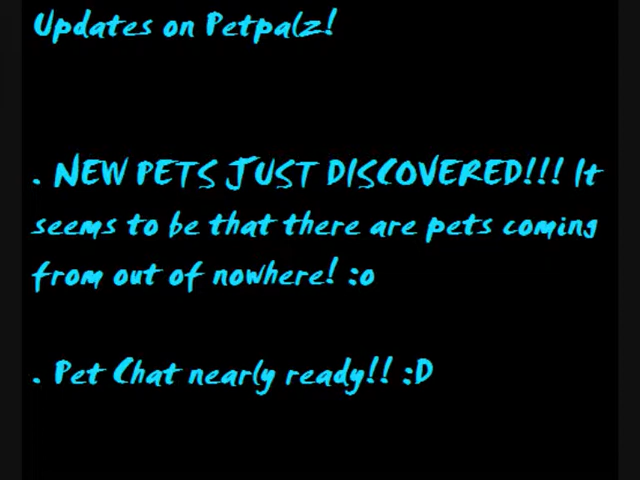 Updates on Petpalz!
. NEW PETS JUST DISCOVERED!!! It
seems to be that there are pets coming
from out of nowhere! :o
. Pet Chat nearly ready!! :D